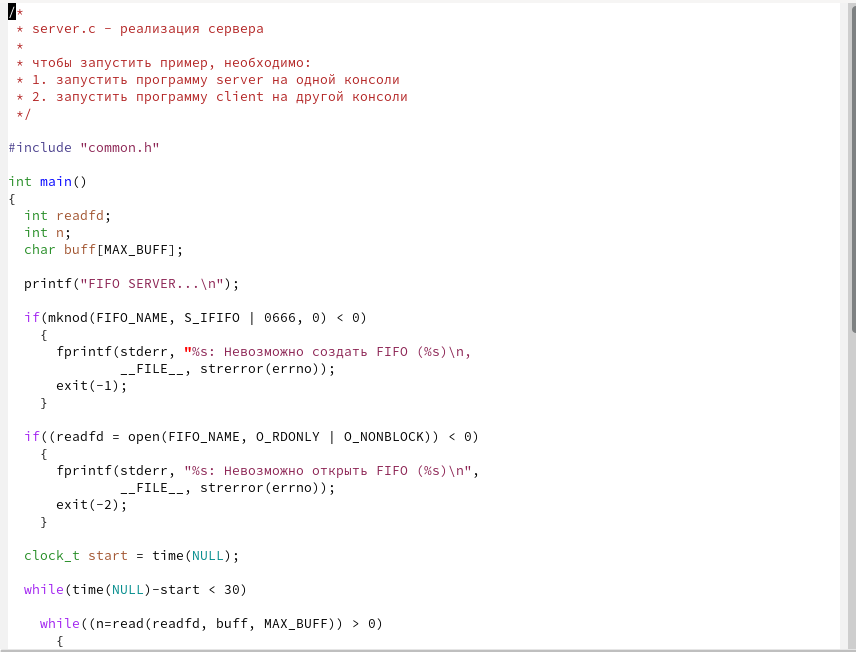 /*
 * server.c - реализация сервера
 *
 * чтобы запустить пример, необходимо:
 * 1. запустить программу server на одной консоли
 * 2. запустить программу client на другой консоли
 */

#include "common.h"

int main()
{
  int readfd;
  int n;
  char buff[MAX_BUFF];

  printf("FIFO SERVER...\n");

  if(mknod(FIFO_NAME, S_IFIFO | 0666, 0) < 0)
    {
      fprintf(stderr, "%s: Невозможно создать FIFO (%s)\n,
              __FILE__, strerror(errno));
      exit(-1);
    }

  if((readfd = open(FIFO_NAME, O_RDONLY | O_NONBLOCK)) < 0)
    {
      fprintf(stderr, "%s: Невозможно открыть FIFO (%s)\n",
              __FILE__, strerror(errno));
      exit(-2);
    }

  clock_t start = time(NULL);

  while(time(NULL)-start < 30)

    while((n=read(readfd, buff, MAX_BUFF)) > 0)
      {